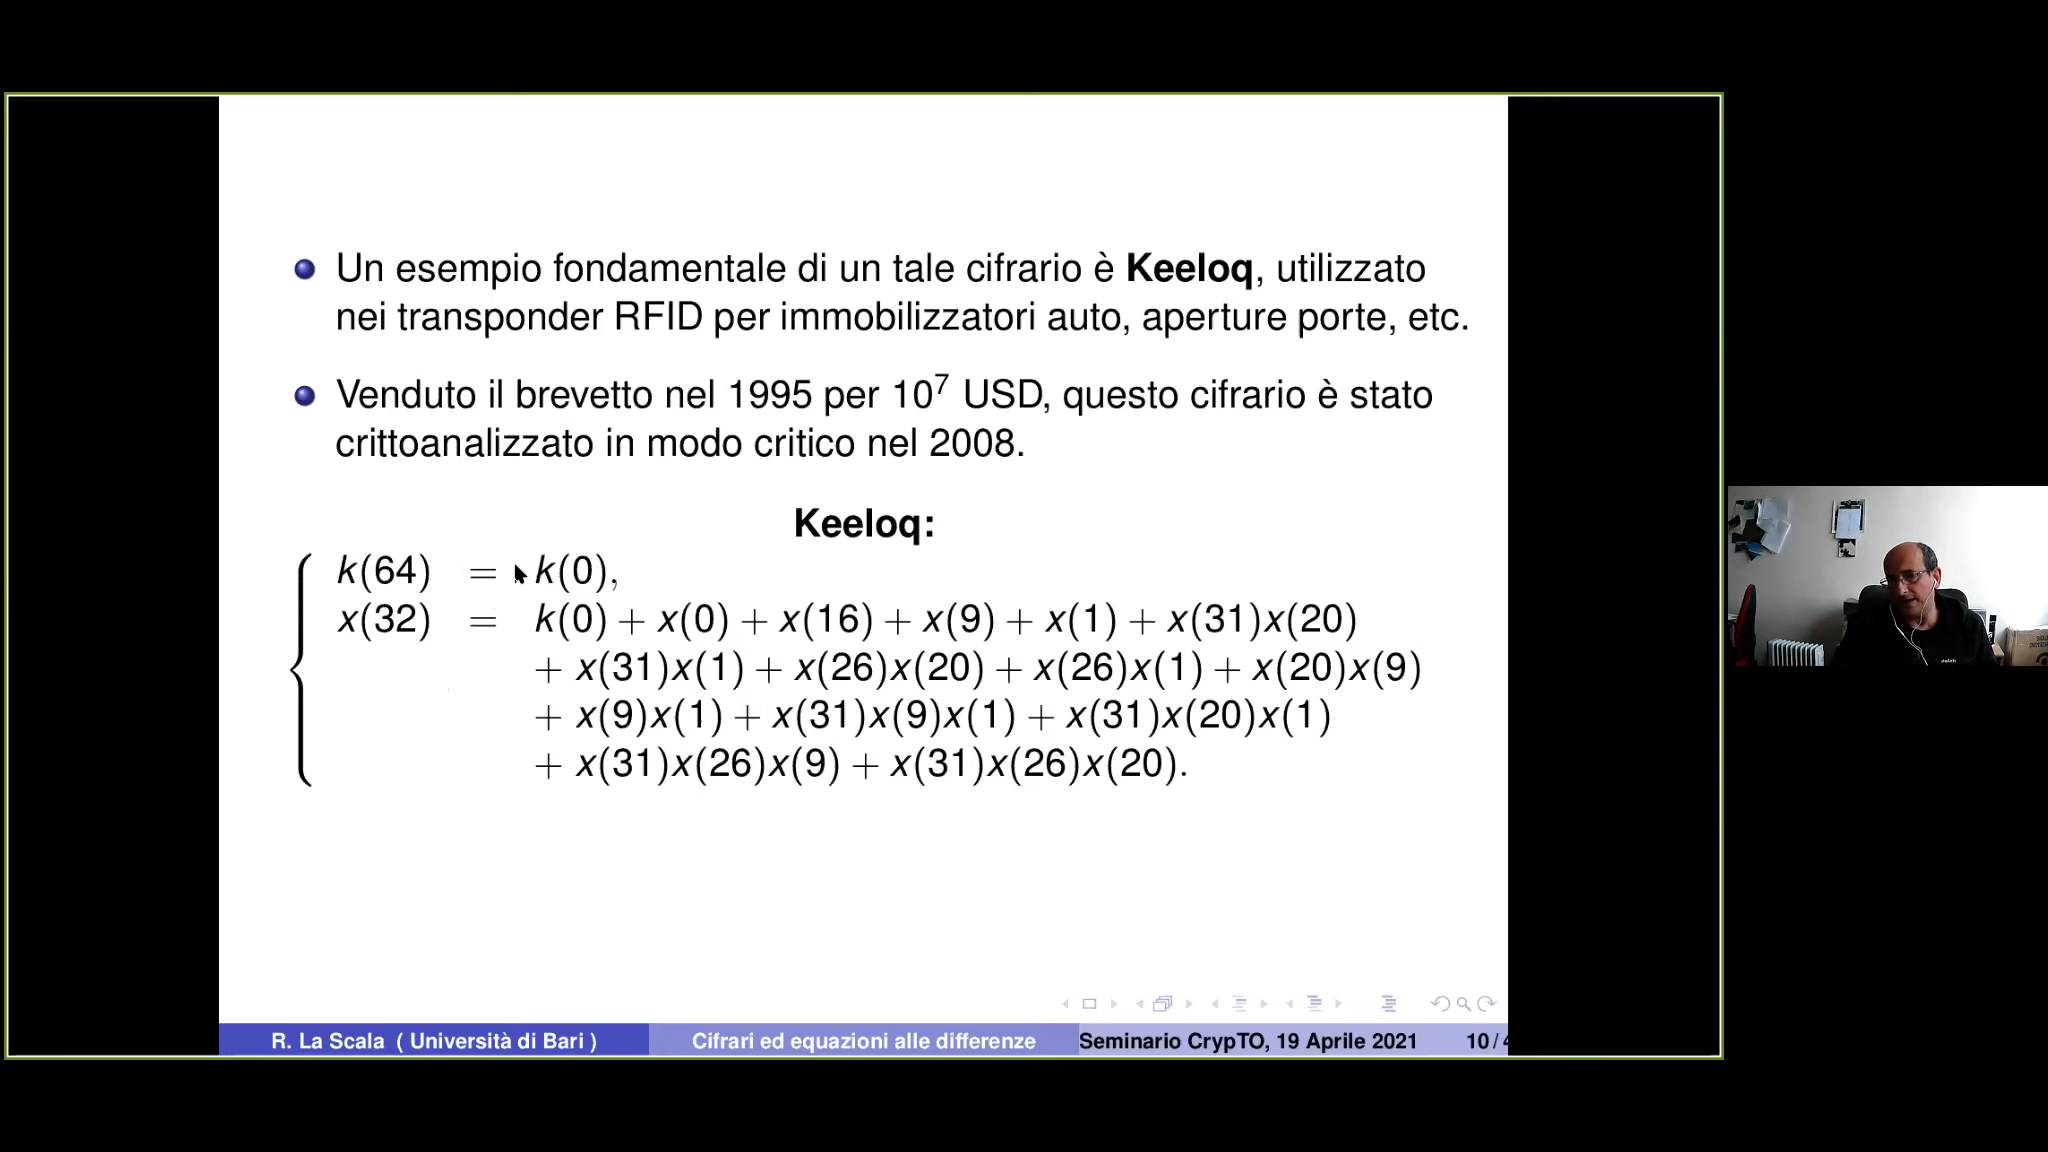 Un esempio fondamentale di un tale cifrario è Keeloq, utilizzato
nei transponder RFID per immobilizzatori auto, aperture porte, etc.
Venduto il brevetto nel 1995 per 10⁷ USD, questo cifrario è stato
crittoanalizzato in modo critico nel 2008.
Keeloq:
k(64) = k(0),
x(32) = k(0) + x(0) + x(16) + x(9) + x(1) + x(31)x(20)
+ x(31)x(1) + x(26)x(20) + x(26)x(1) + x(20)x(9)
+ x(9)x(1) + x(31)x(9)x(1) + x(31)x(20)x(1)
+ x(31)x(26)x(9) + x(31)x(26)x(20).
R. La Scala ( Università di Bari ) Cifrari ed equazioni alle differenze Seminario CrypTO, 19 Aprile 2021 10 /